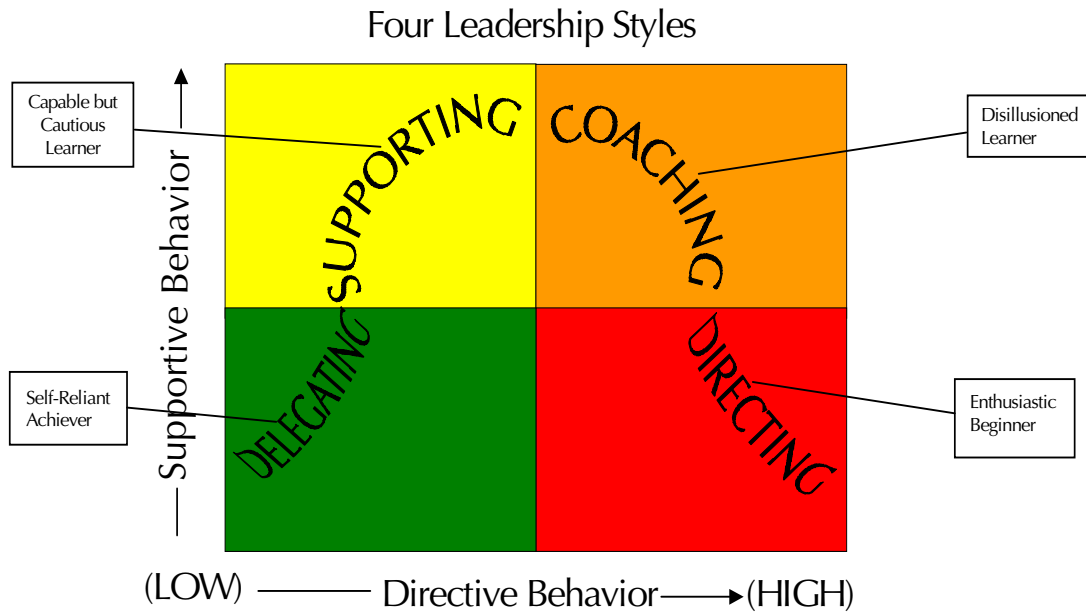 Four Leadership Styles
Capable but
Cautious
Learner
SUPPORTING
COACHING
Disillusioned
Learner
Supportive Behavior
Self-Reliant
Achiever
DELEGATING
DIRECTING
Enthusiastic
Beginner
(LOW) Directive Behavior (HIGH)